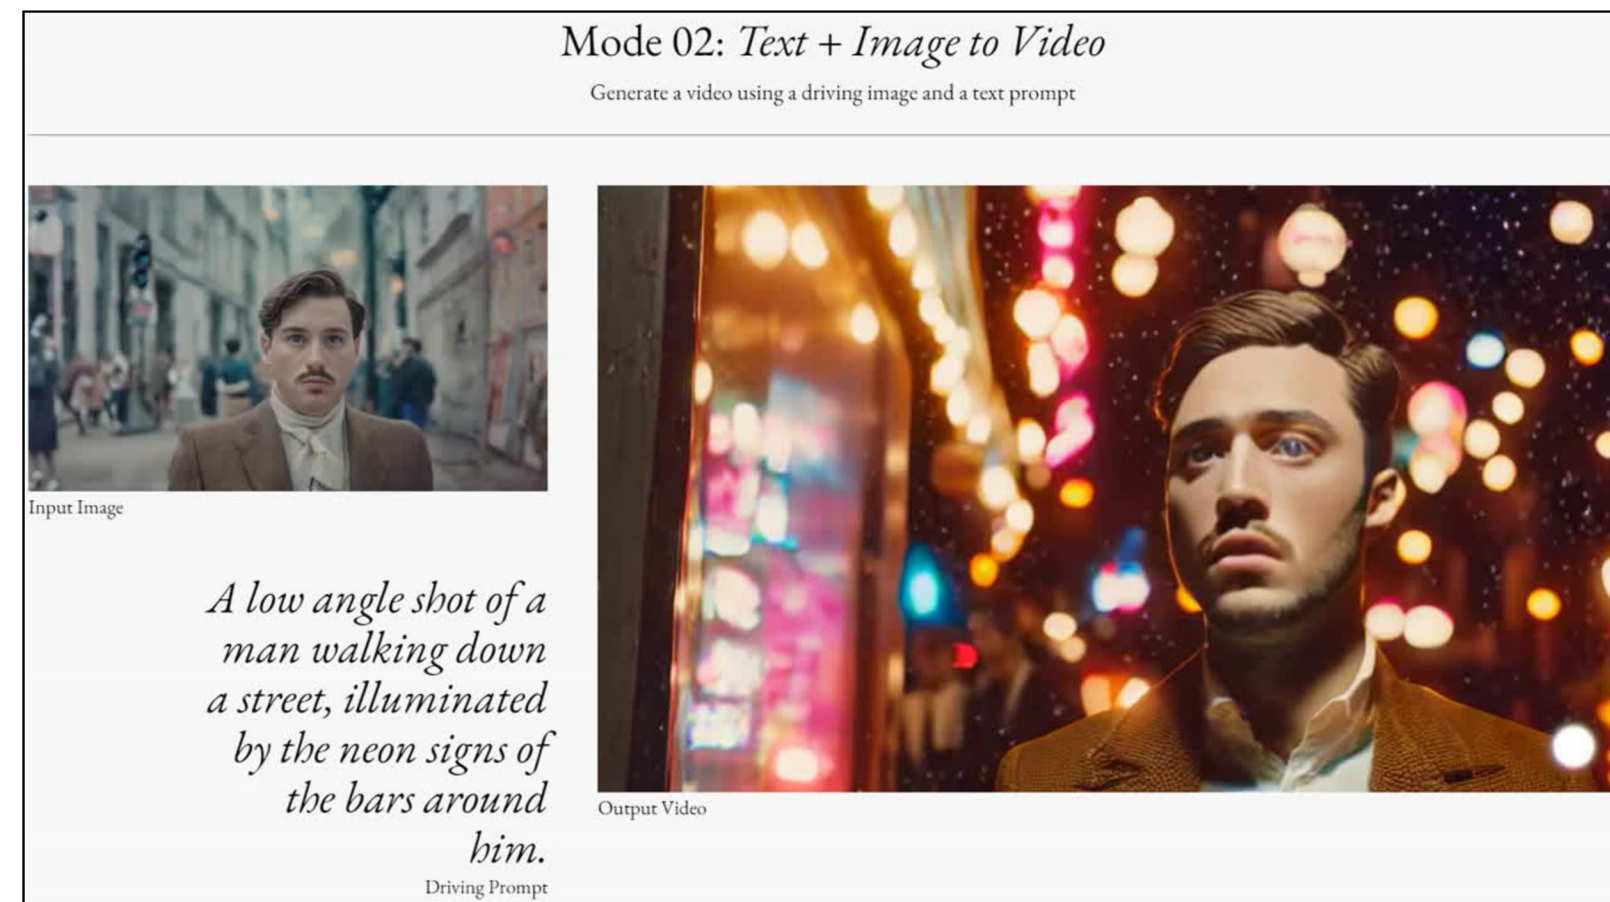 Mode 02: Text + Image to Video
Generate a video using a driving image and a text prompt
Input Image
A low angle shot of a
man walking down
a street, illuminated
by the neon signs of
the bars around
him.
Driving Prompt
Output Video